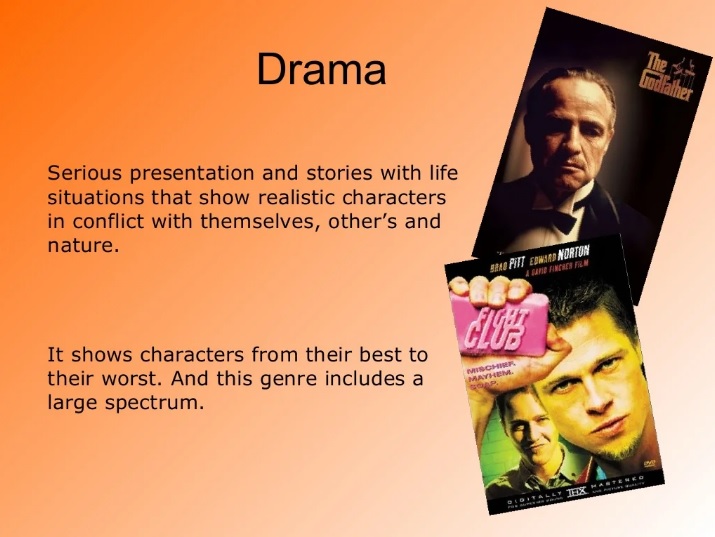 Drama
Serious presentation and stories with life
situations that show realistic characters
in conflict with themselves, other's and
nature.
It shows characters from their best to
their worst. And this genre includes a
large spectrum.
The
Godfather
BRAD PITT EDWARD NORTON
A DAVID FINCHER FILM
FIGHT
CLUB
MISCHIEF.
MAYHEM.
SOAP.
DVD
DIGITALLY THX MASTERED